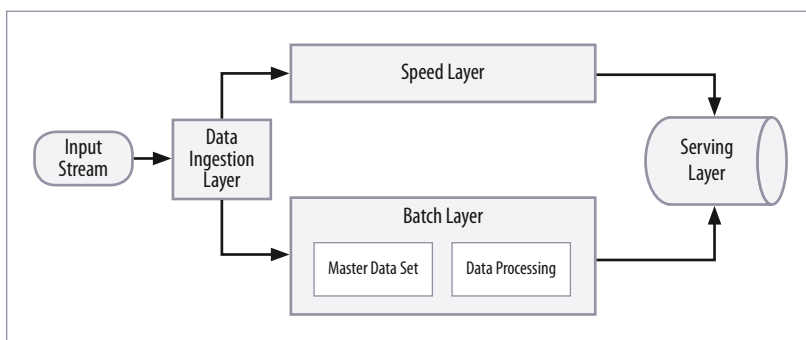 Speed Layer
Input
Stream
Data
Ingestion
Layer
Serving
Layer
Batch Layer
Master Data Set
Data Processing